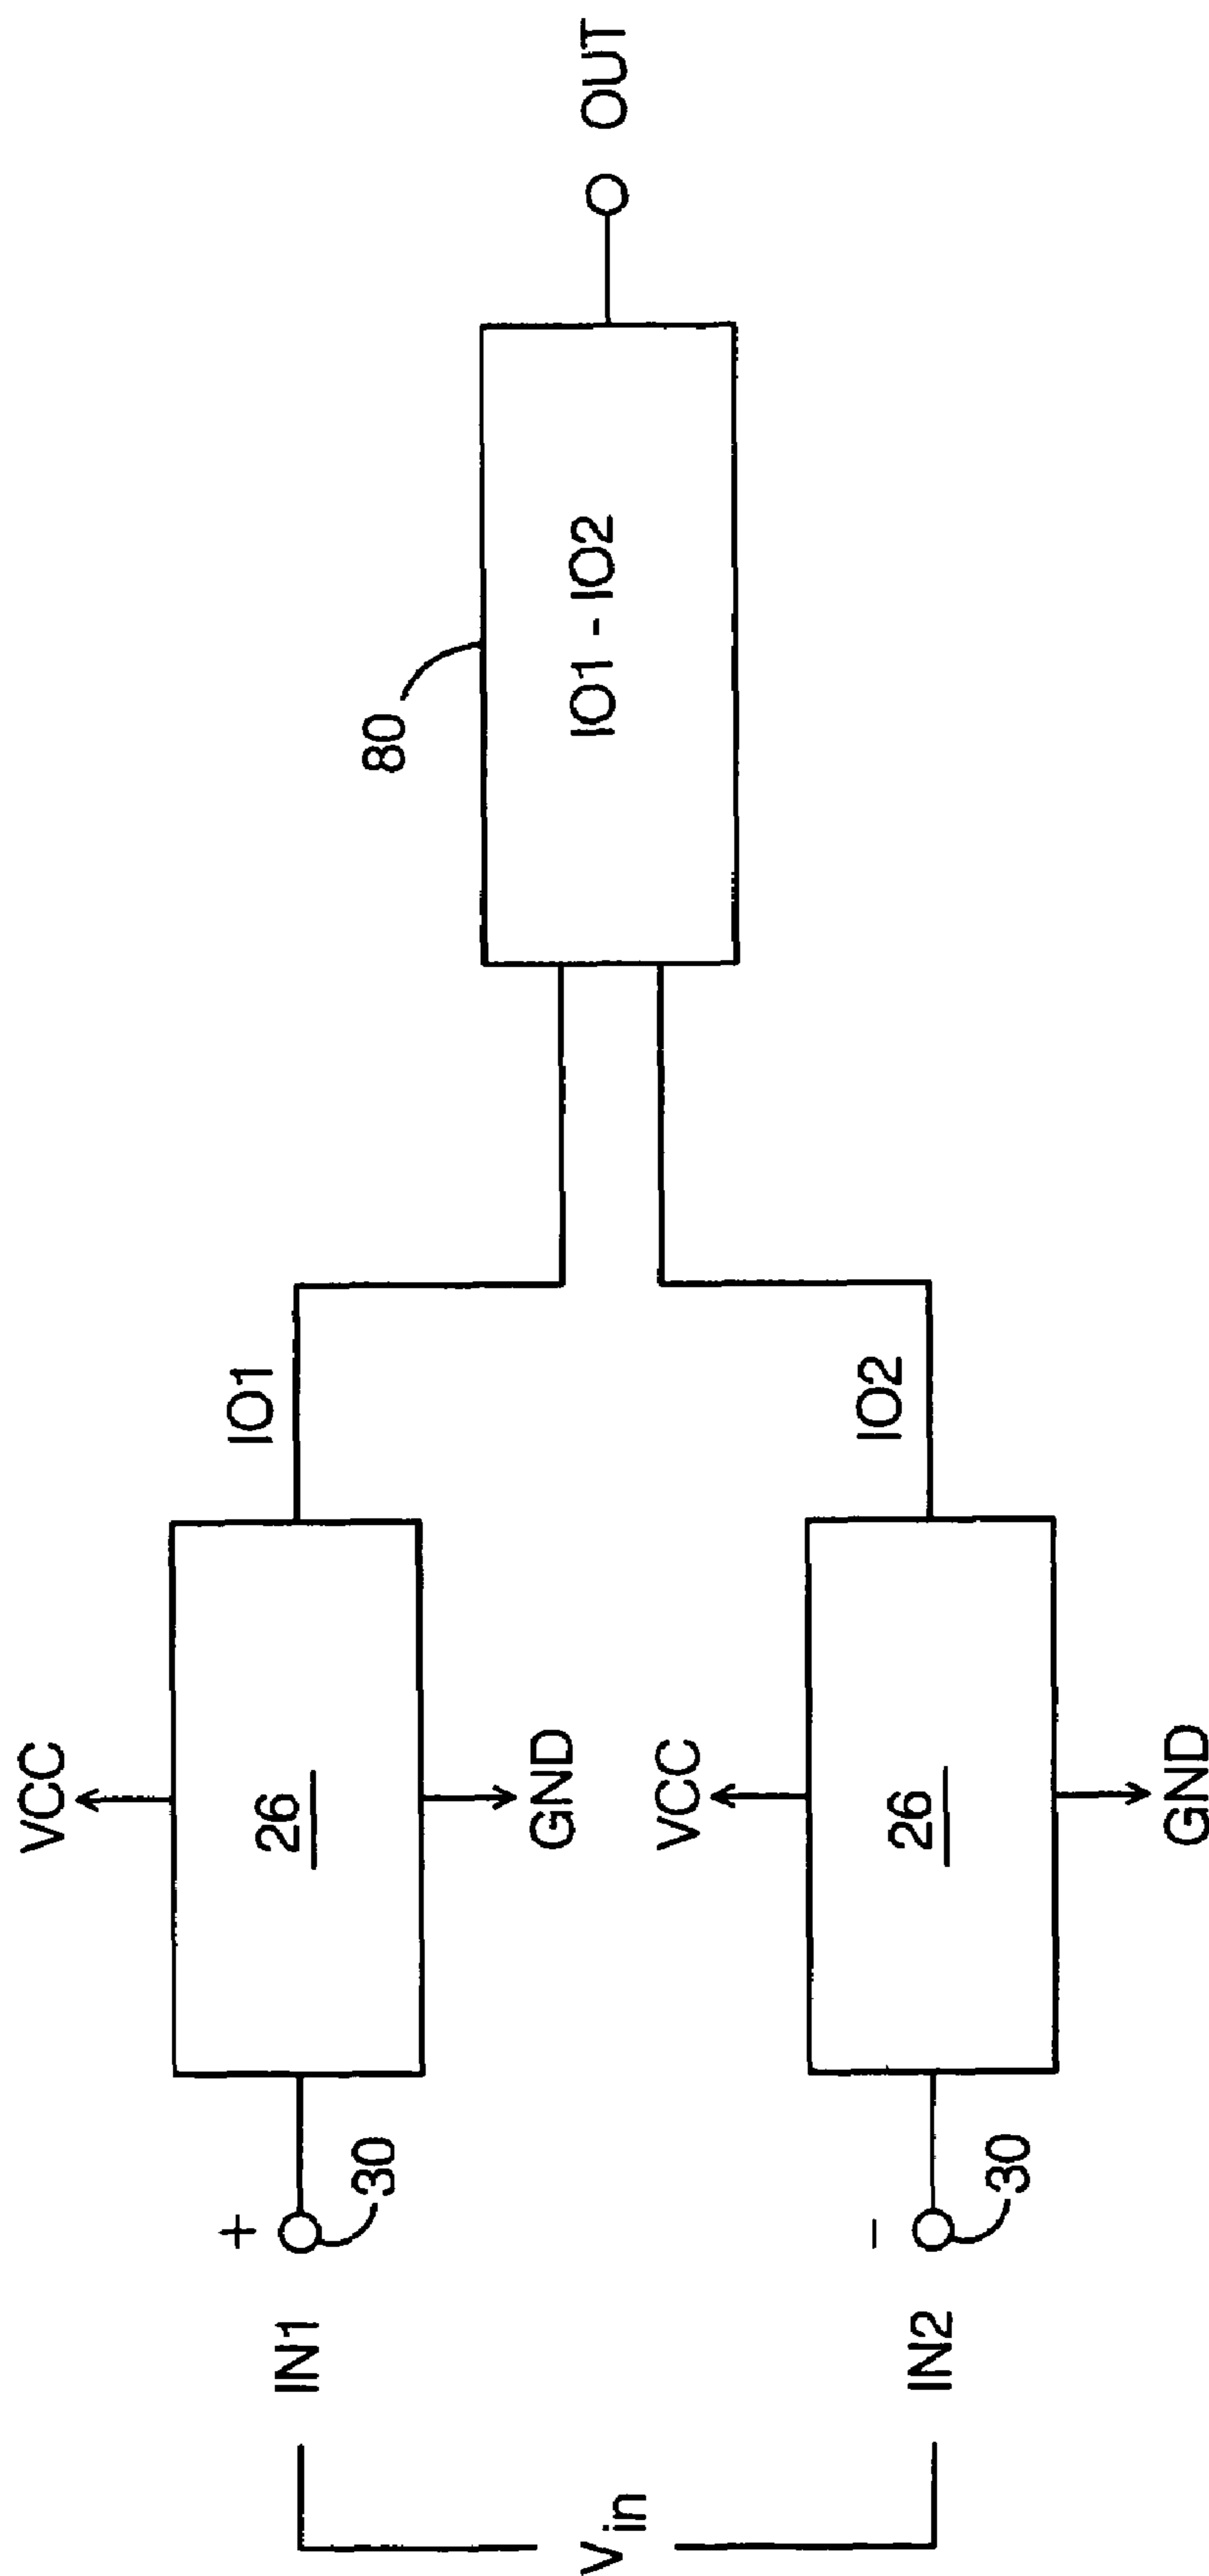 VCC
+
IN1
30
26
IO1
GND
80
IO1 - IO2
OUT
Vin
VCC
−
IN2
30
26
IO2
GND